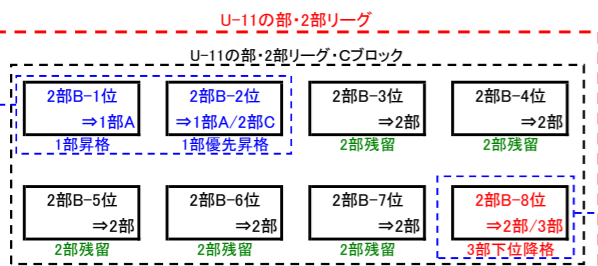 U-11の部・2部リーグ
U-11の部・2部リーグ・Cブロック
2部B-1位
⇒1部A
1部昇格
2部B-2位
⇒1部A/2部C
1部優先昇格
2部B-3位
⇒2部
2部残留
2部B-4位
⇒2部
2部残留
2部B-5位
⇒2部
2部残留
2部B-6位
⇒2部
2部残留
2部B-7位
⇒2部
2部残留
2部B-8位
⇒2部/3部
3部下位降格